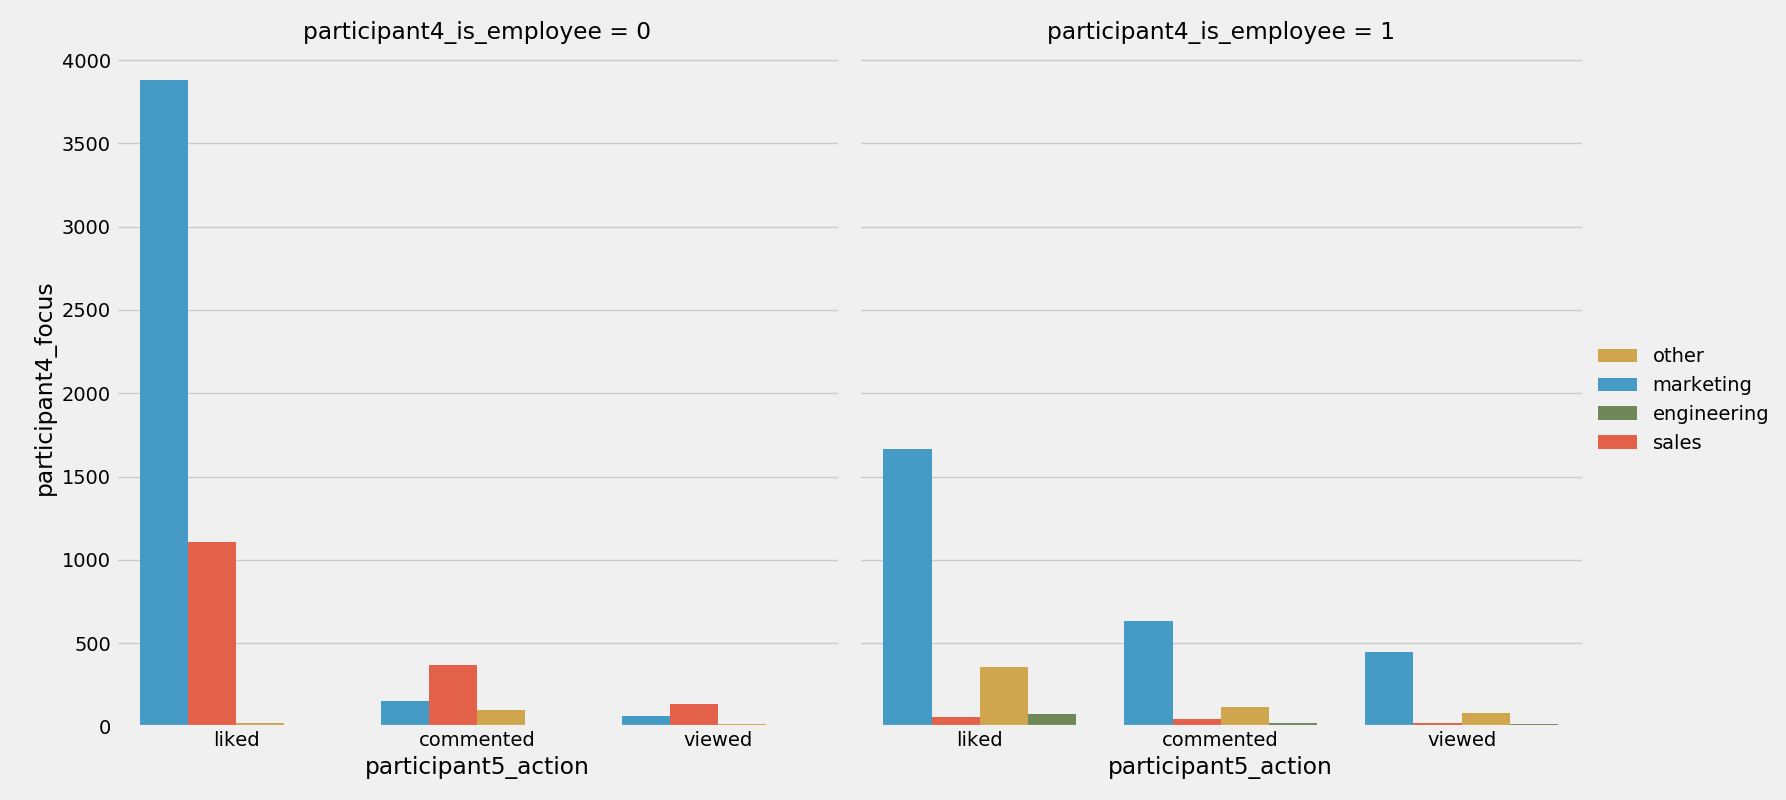 participant4_is_employee = 0
participant4_is_employee = 1
4000
3500
3000
2500
2000
1500
1000
500
0
participant4_focus
liked
commented
viewed
liked
commented
viewed
participant5_action
participant5_action
other
marketing
engineering
sales